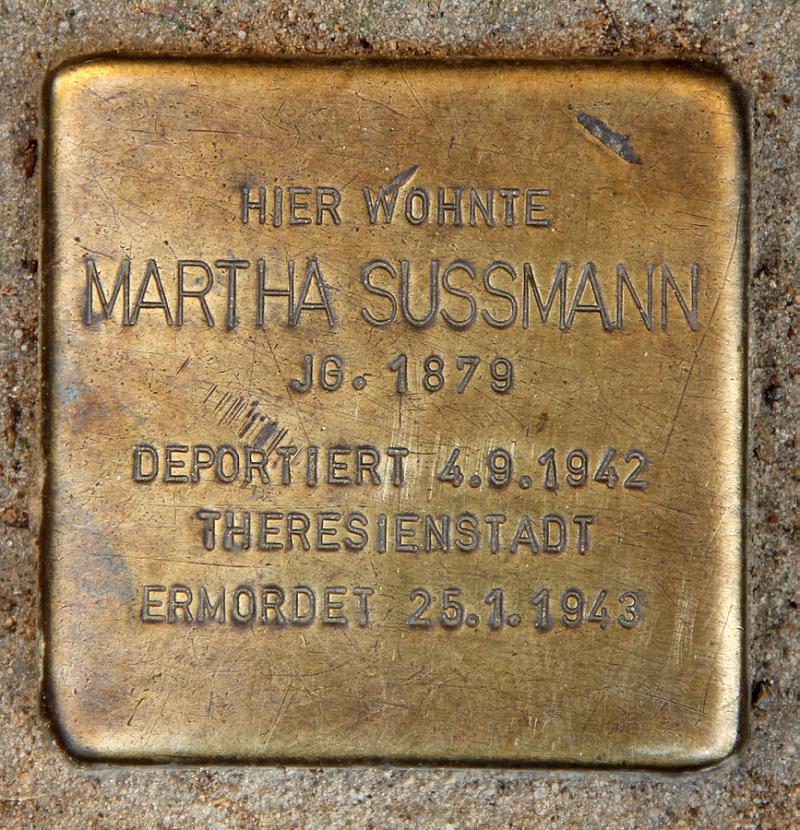 HIER WOHNTE
MARTHA SUSSMANN
JG. 1879
DEPORTIERT 4.9.1942
THERESIENSTADT
ERMORDET 25.1.1943